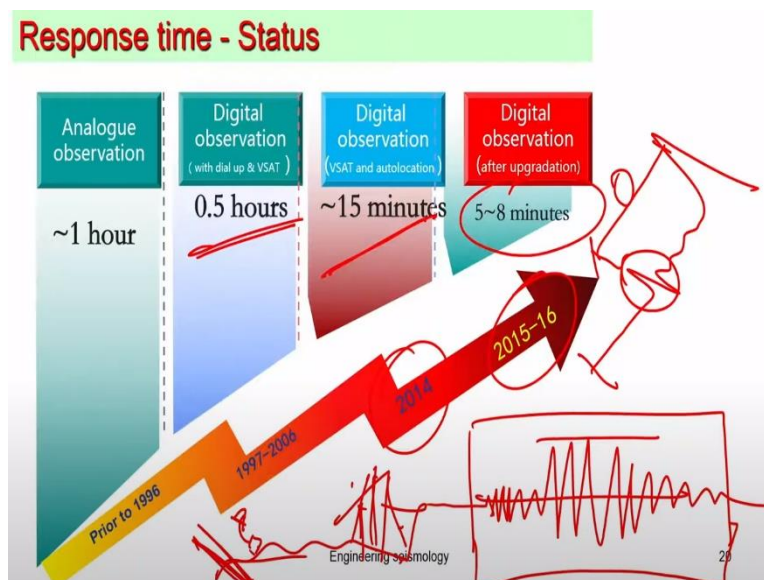 Response time - Status
Analogue
observation
Digital
observation
( with dial up & VSAT )
Digital
observation
(VSAT and autolocation)
Digital
observation
(after upgradation)
~1 hour
0.5 hours
~15 minutes
5~8 minutes
Prior to 1996
1997-2006
2014
2015-16
Engineering seismology
20